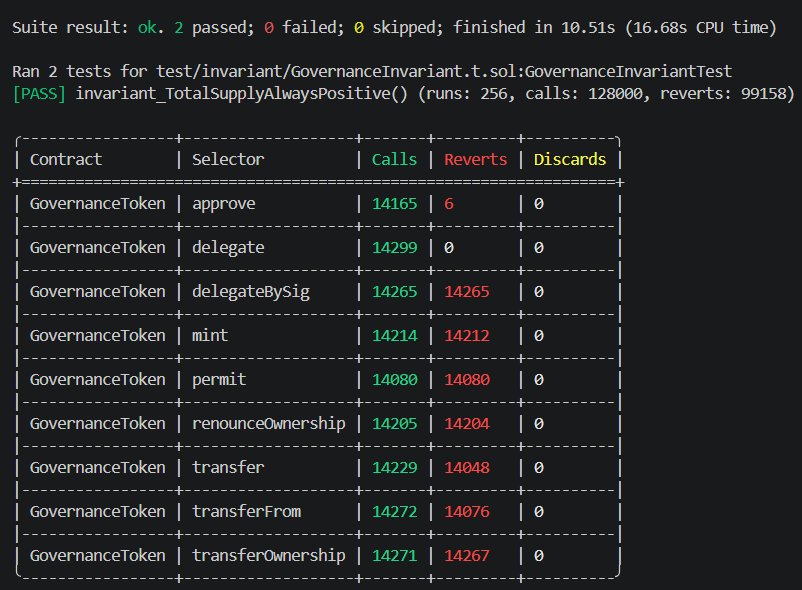 Suite result: ok. 2 passed; 0 failed; 0 skipped; finished in 10.51s (16.68s CPU time)
Ran 2 tests for test/invariant/GovernanceInvariant.t.sol:GovernanceInvariantTest
[PASS] invariant_TotalSupplyAlwaysPositive() (runs: 256, calls: 128000, reverts: 99158)
| Contract | Selector | Calls | Reverts | Discards |
| GovernanceToken | approve | 14165 | 6 | 0 |
| GovernanceToken | delegate | 14299 | 0 | 0 |
| GovernanceToken | delegateBySig | 14265 | 14265 | 0 |
| GovernanceToken | mint | 14214 | 14212 | 0 |
| GovernanceToken | permit | 14080 | 14080 | 0 |
| GovernanceToken | renounceOwnership | 14205 | 14204 | 0 |
| GovernanceToken | transfer | 14229 | 14048 | 0 |
| GovernanceToken | transferFrom | 14272 | 14076 | 0 |
| GovernanceToken | transferOwnership | 14271 | 14267 | 0 |